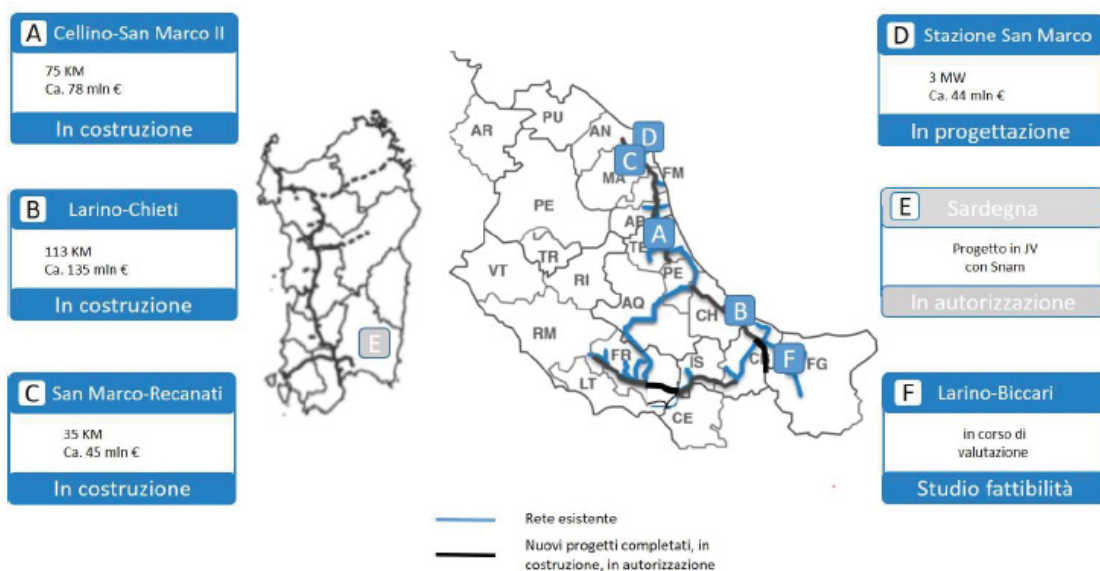 A Cellino-San Marco II
75 KM
Ca. 78 mln €
In costruzione
B Larino-Chieti
113 KM
Ca. 135 mln €
In costruzione
C San Marco-Recanati
35 KM
Ca. 45 mln €
In costruzione
D Stazione San Marco
3 MW
Ca. 44 mln €
In progettazione
E Sardegna
Progetto in JV
con Snam
In autorizzazione
F Larino-Biccari
in corso di
valutazione
Studio fattibilità
E
PU
AR
AN
D
C
MA
FM
PE
AP
A
TE
TR
VT
RI
PE
AQ
CH
B
RM
FR
IS
CB
F
FG
LT
CE
Rete esistente
Nuovi progetti completati, in
costruzione, in autorizzazione